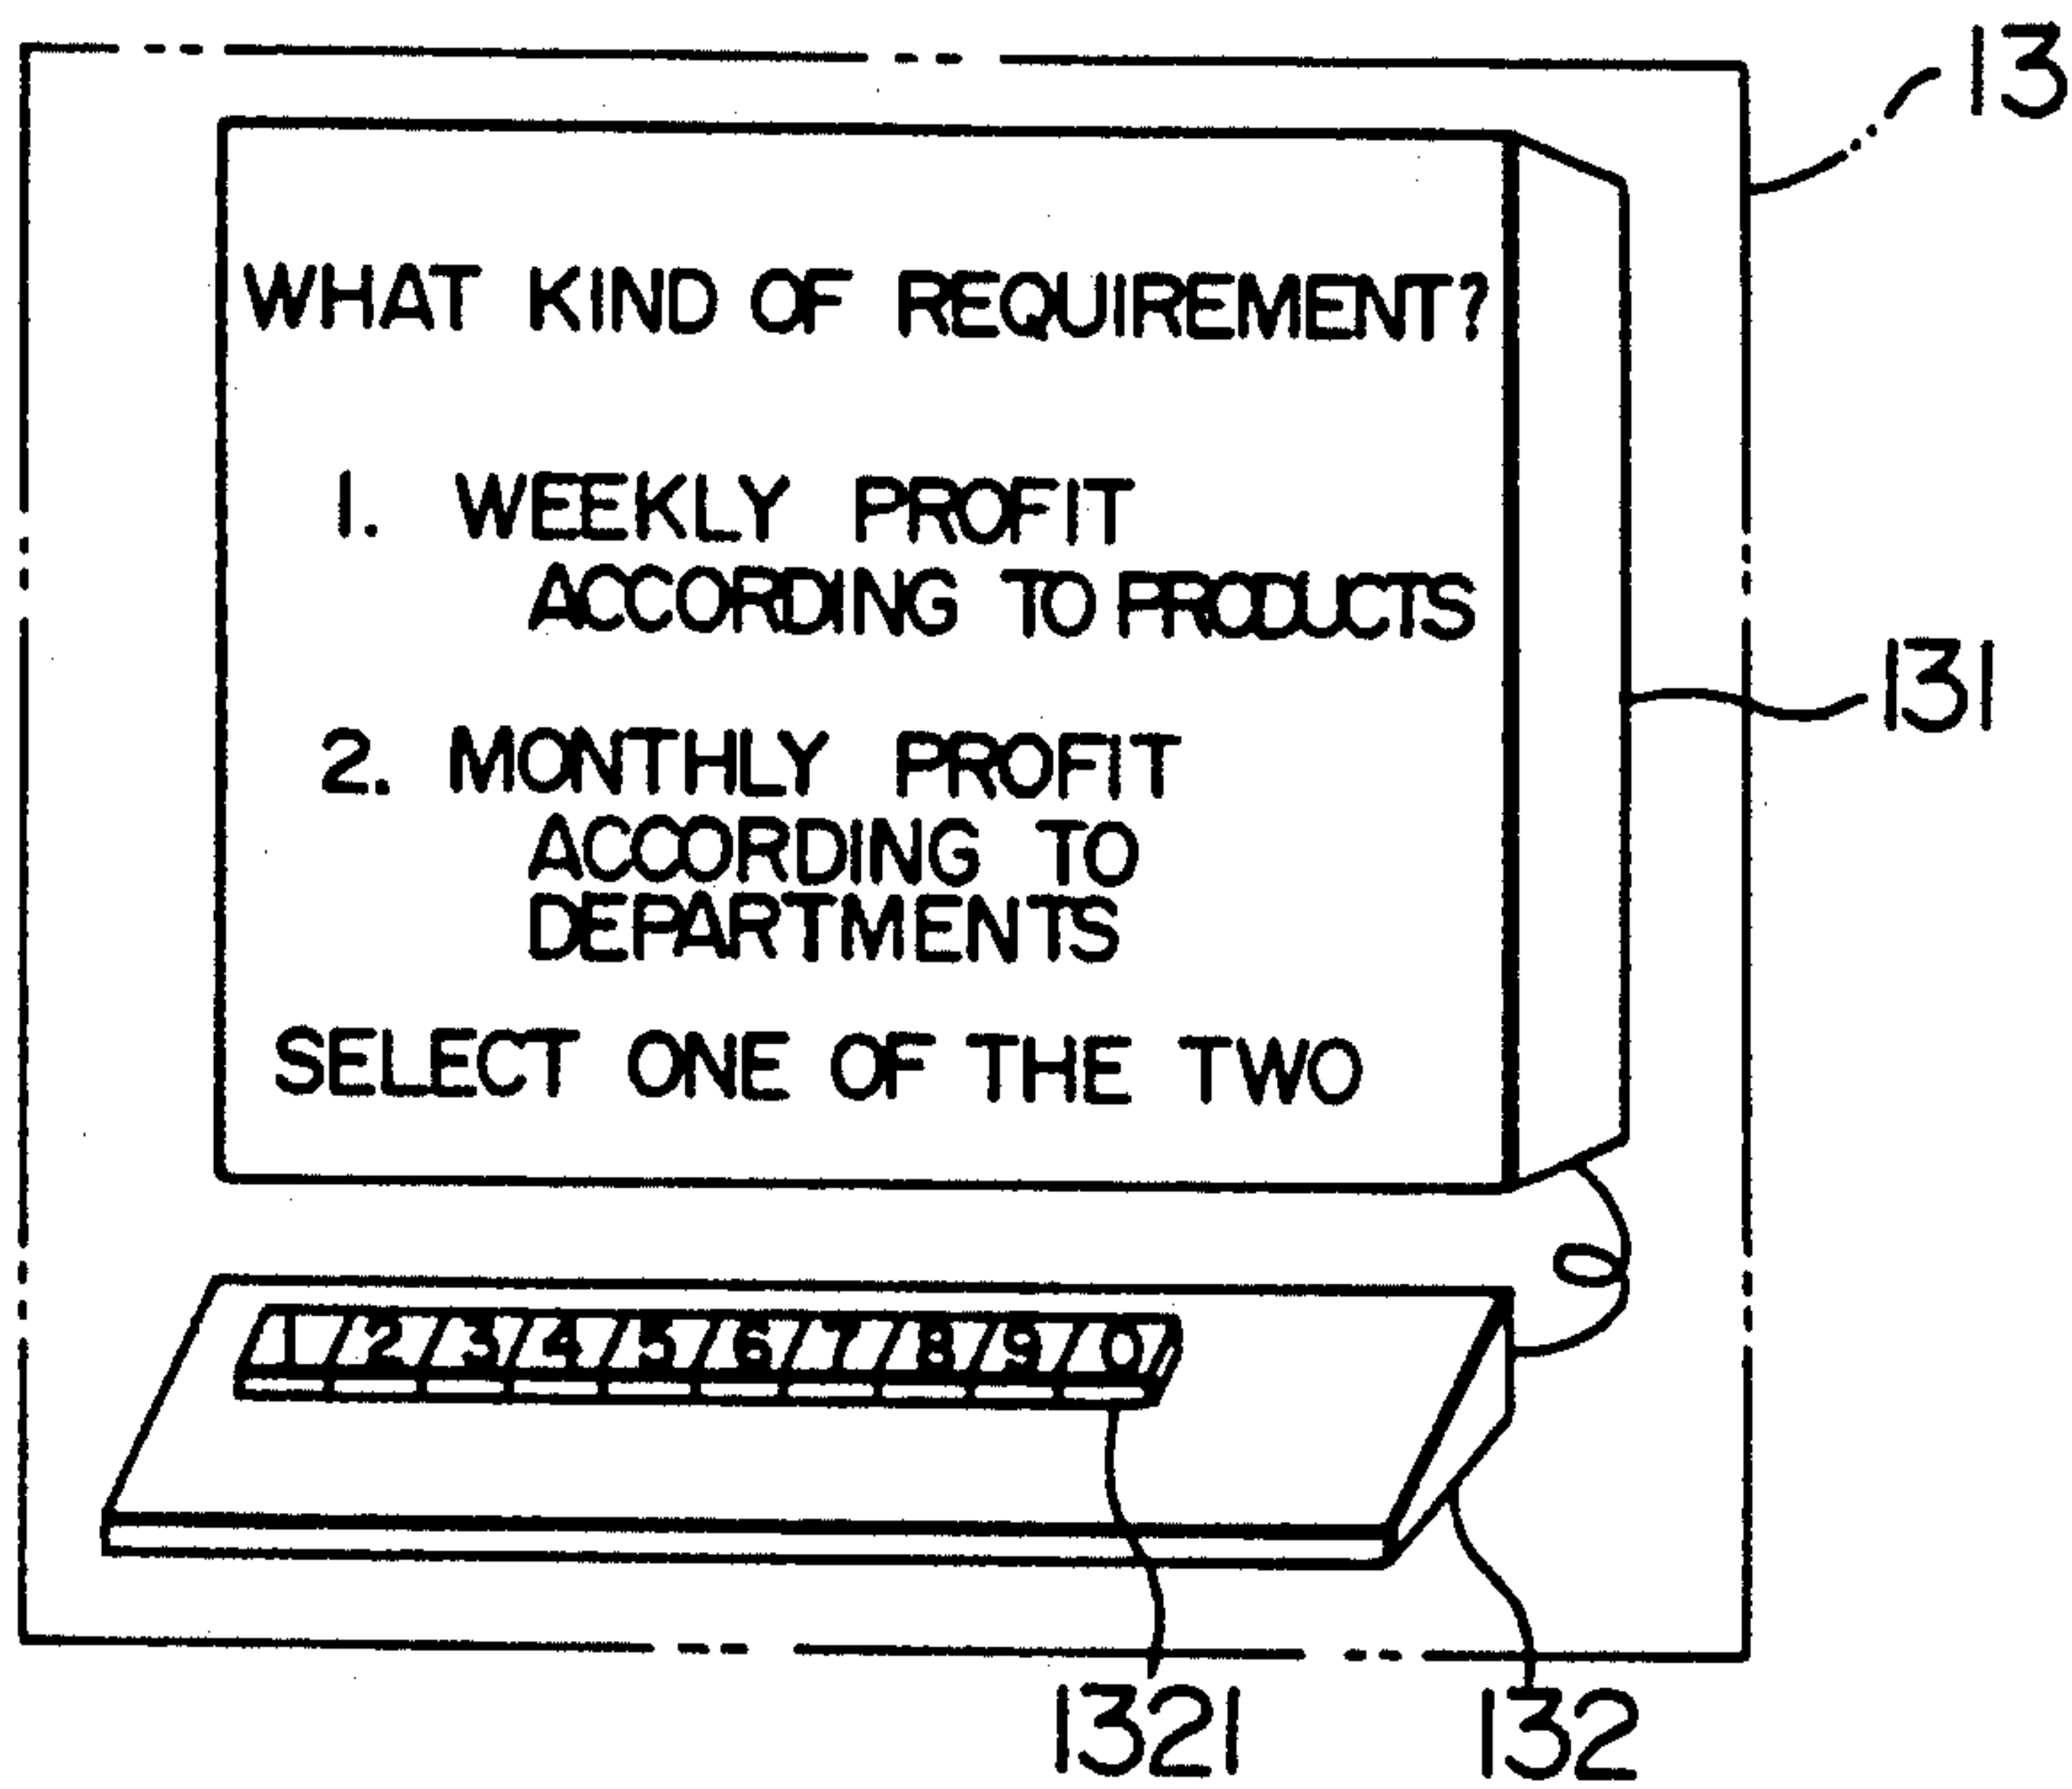 13
WHAT KIND OF REQUIREMENT?
1. WEEKLY PROFIT
ACCORDING TO PRODUCTS
131
2. MONTHLY PROFIT
ACCORDING TO
DEPARTMENTS
SELECT ONE OF THE TWO
1 2 3 4 5 6 7 8 9 0
1321 132